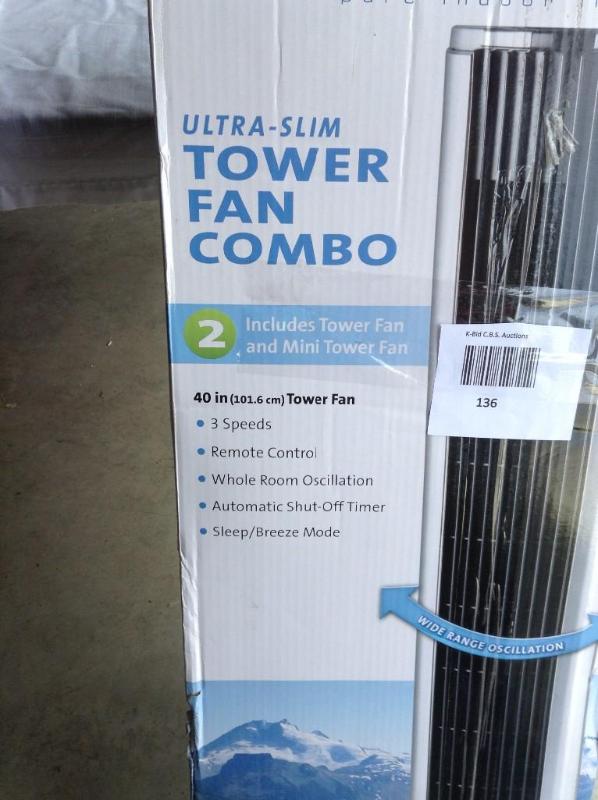 ULTRA-SLIM
TOWER
FAN
COMBO
2
Includes Tower Fan
and Mini Tower Fan
K-Bid C.B.S. Auctions
136
40 in (101.6 cm) Tower Fan
• 3 Speeds
• Remote Control
• Whole Room Oscillation
• Automatic Shut-Off Timer
• Sleep/Breeze Mode
WIDE RANGE OSCILLATION